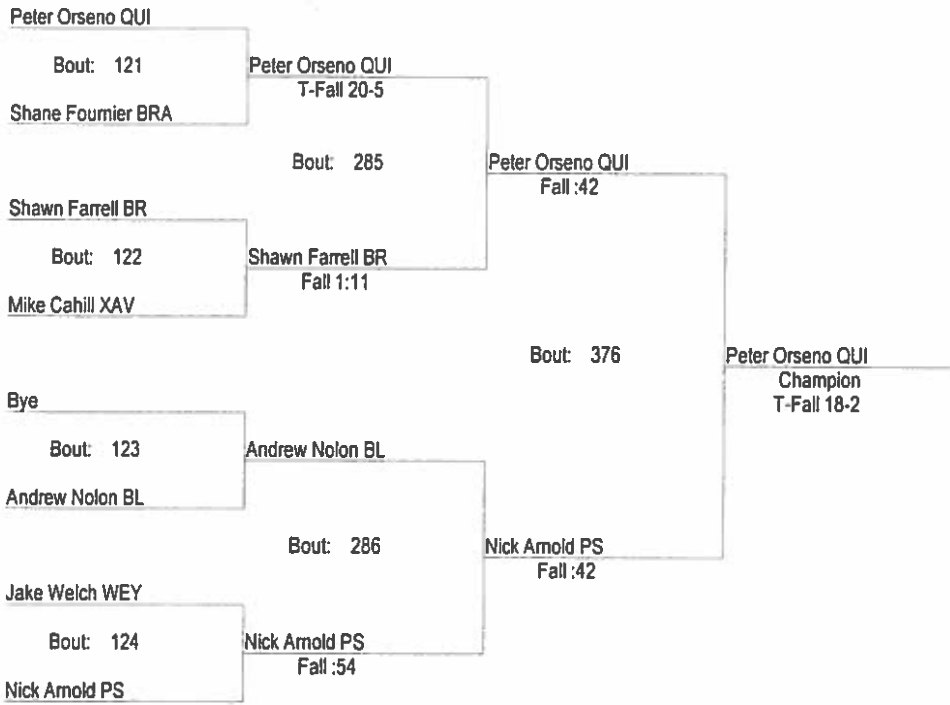 Peter Orseno QUI
Bout: 121
Peter Orseno QUI
T-Fall 20-5
Shane Fournier BRA
Bout: 285
Peter Orseno QUI
Fall :42
Shawn Farrell BR
Bout: 122
Shawn Farrell BR
Fall 1:11
Mike Cahill XAV
Bout: 376
Peter Orseno QUI
Champion
T-Fall 18-2
Bye
Bout: 123
Andrew Nolon BL
Andrew Nolon BL
Bout: 286
Nick Arnold PS
Fall :42
Jake Welch WEY
Bout: 124
Nick Arnold PS
Fall :54
Nick Arnold PS